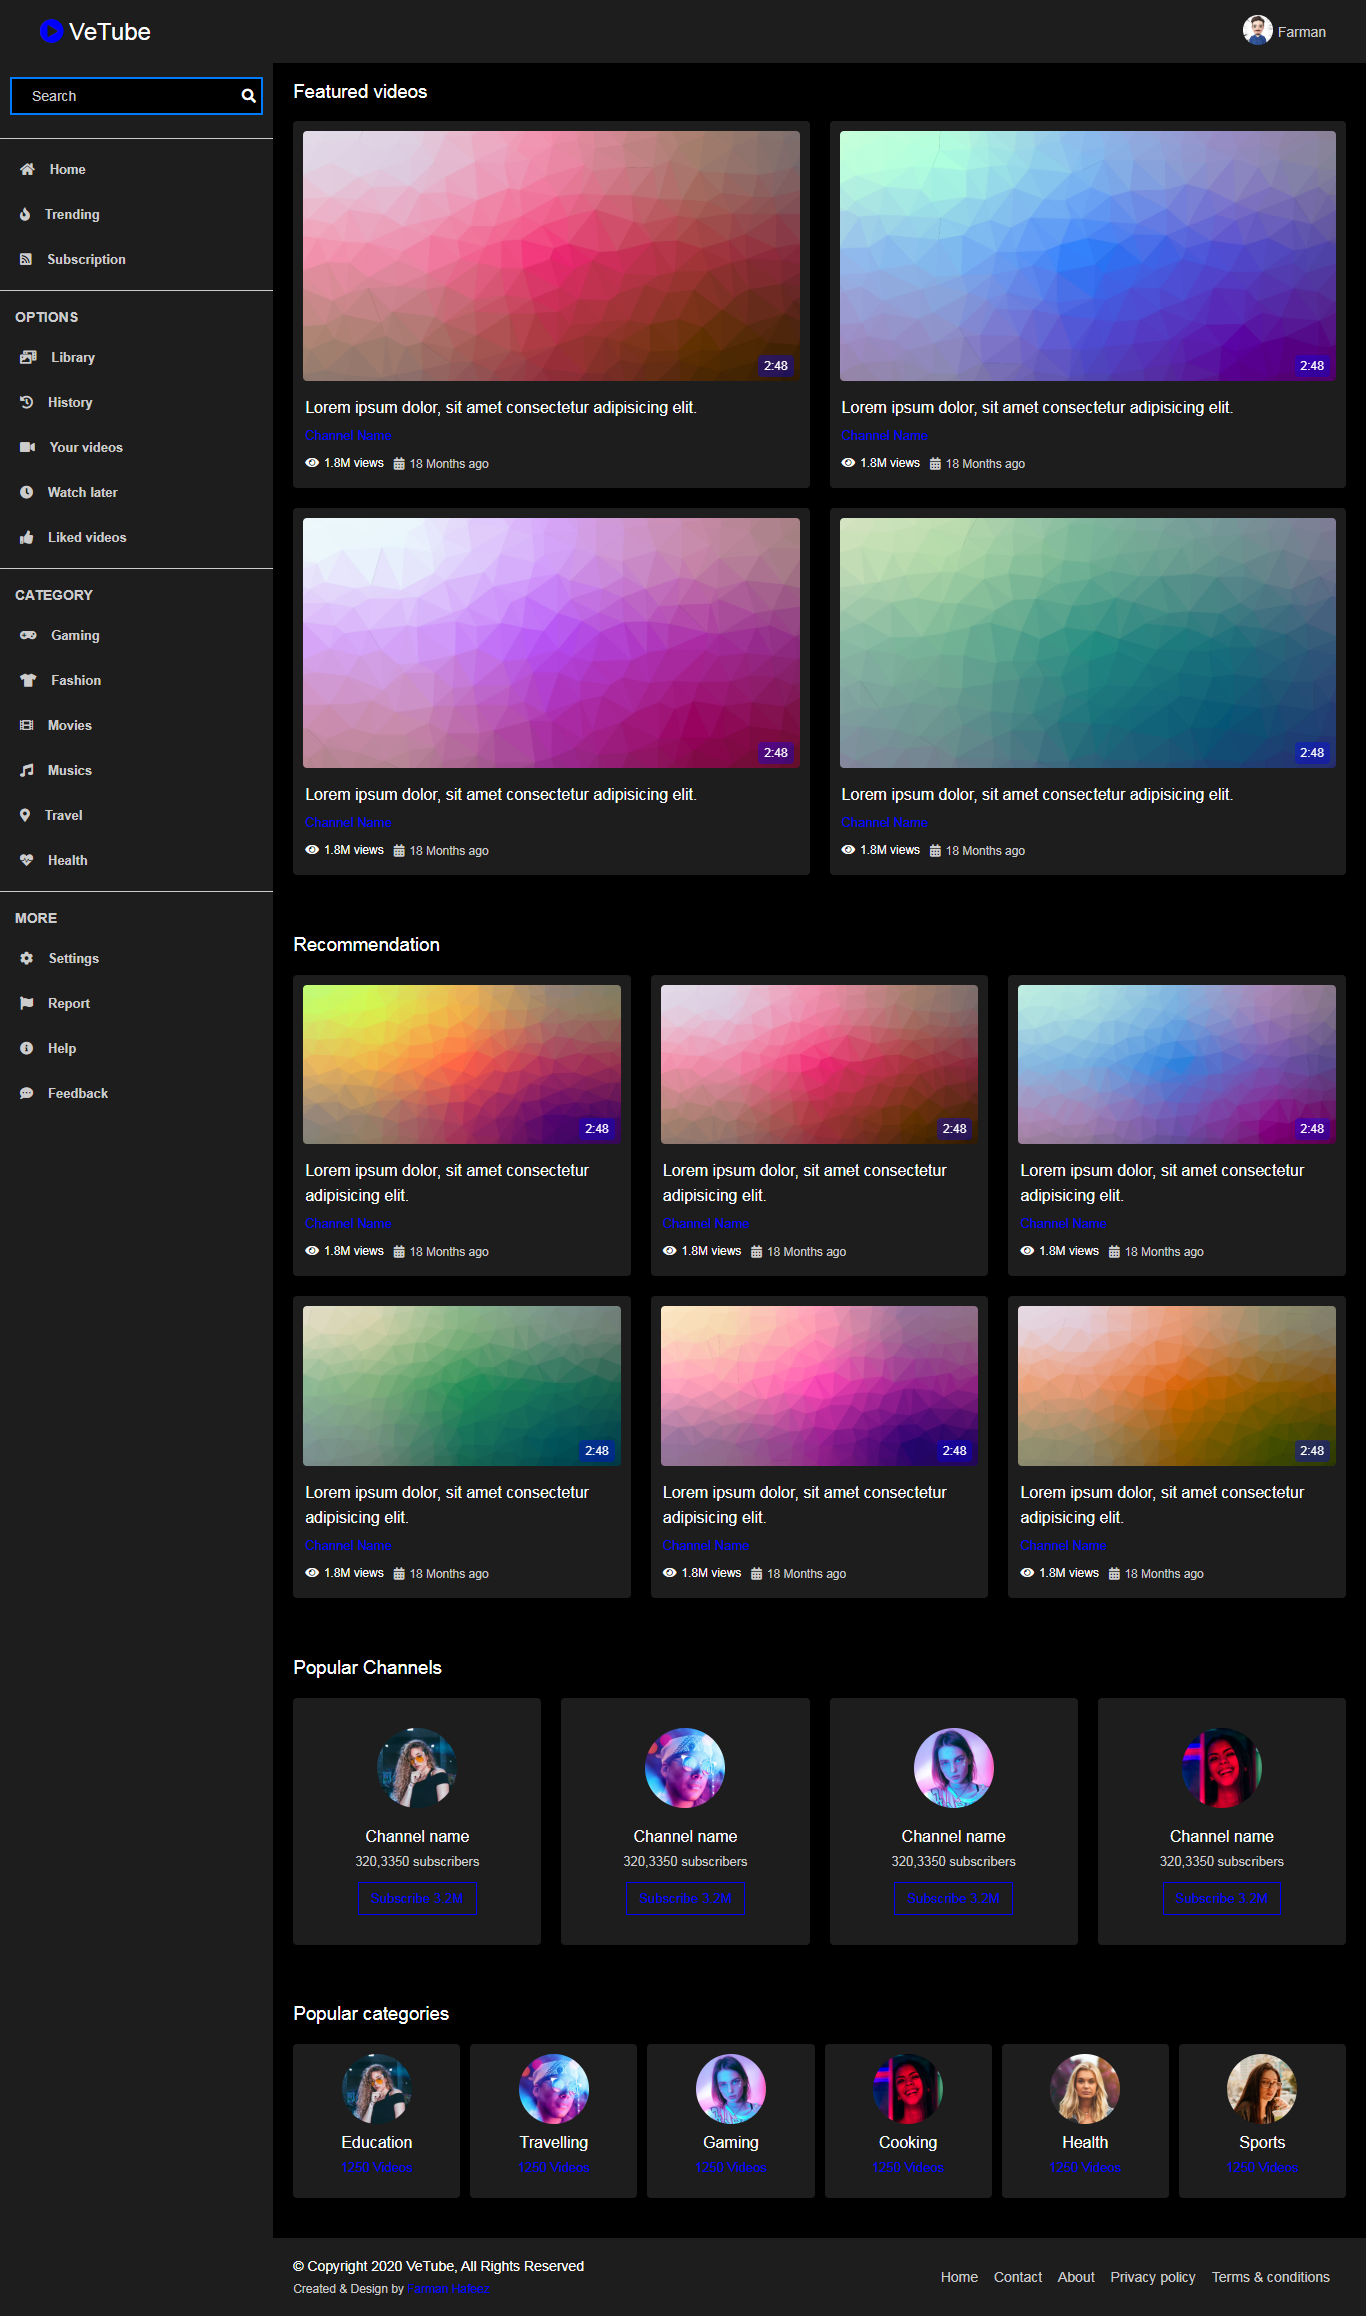 VeTube
Farman
Search
Home
Trending
Subscription
OPTIONS
Library
History
Your videos
Watch later
Liked videos
CATEGORY
Gaming
Fashion
Movies
Musics
Travel
Health
MORE
Settings
Report
Help
Feedback
Featured videos
2:48
Lorem ipsum dolor, sit amet consectetur adipisicing elit.
Channel Name
1.8M views 18 Months ago
2:48
Lorem ipsum dolor, sit amet consectetur adipisicing elit.
Channel Name
1.8M views 18 Months ago
2:48
Lorem ipsum dolor, sit amet consectetur adipisicing elit.
Channel Name
1.8M views 18 Months ago
2:48
Lorem ipsum dolor, sit amet consectetur adipisicing elit.
Channel Name
1.8M views 18 Months ago
Recommendation
2:48
Lorem ipsum dolor, sit amet consectetur
adipisicing elit.
Channel Name
1.8M views 18 Months ago
2:48
Lorem ipsum dolor, sit amet consectetur
adipisicing elit.
Channel Name
1.8M views 18 Months ago
2:48
Lorem ipsum dolor, sit amet consectetur
adipisicing elit.
Channel Name
1.8M views 18 Months ago
2:48
Lorem ipsum dolor, sit amet consectetur
adipisicing elit.
Channel Name
1.8M views 18 Months ago
2:48
Lorem ipsum dolor, sit amet consectetur
adipisicing elit.
Channel Name
1.8M views 18 Months ago
2:48
Lorem ipsum dolor, sit amet consectetur
adipisicing elit.
Channel Name
1.8M views 18 Months ago
Popular Channels
Channel name
320,3350 subscribers
Subscribe 3.2M
Channel name
320,3350 subscribers
Subscribe 3.2M
Channel name
320,3350 subscribers
Subscribe 3.2M
Channel name
320,3350 subscribers
Subscribe 3.2M
Popular categories
Education
1250 Videos
Travelling
1250 Videos
Gaming
1250 Videos
Cooking
1250 Videos
Health
1250 Videos
Sports
1250 Videos
© Copyright 2020 VeTube, All Rights Reserved
Created & Design by Farman
Home Contact About Privacy policy Terms & conditions